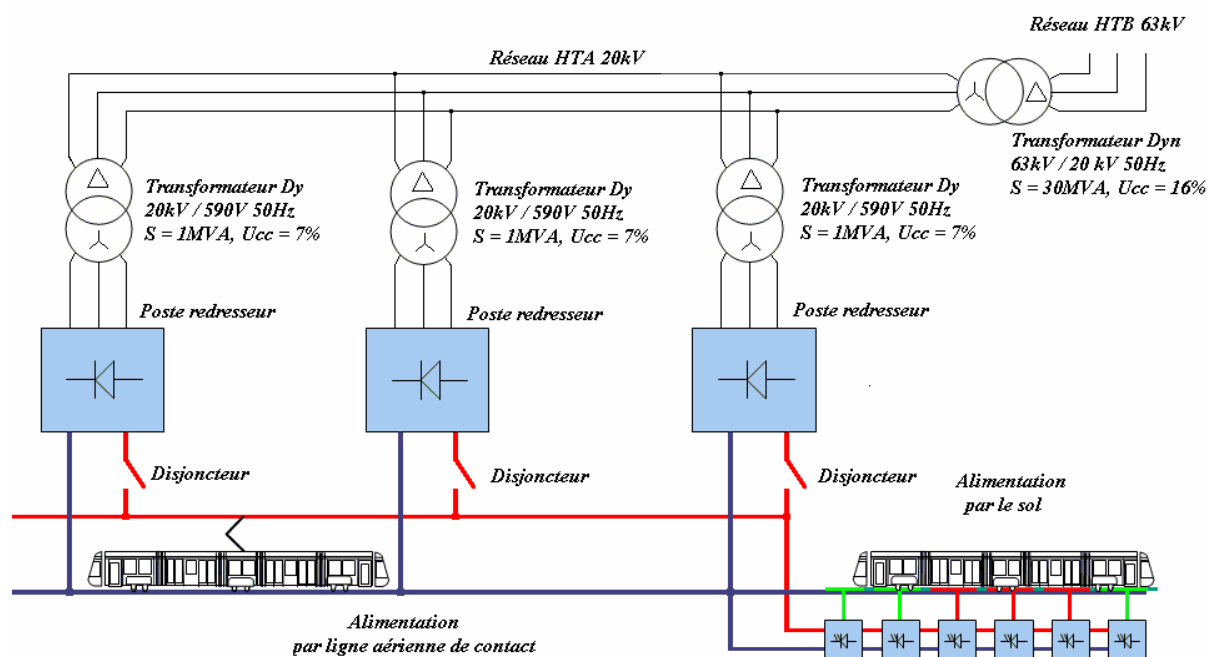 Réseau HTB 63kV
Réseau HTA 20kV
Transformateur Dyn
63kV / 20 kV 50Hz
S = 30MVA, Ucc = 16%
Transformateur Dy
20kV / 590V 50Hz
S = 1MVA, Ucc = 7%
Transformateur Dy
20kV / 590V 50Hz
S = 1MVA, Ucc = 7%
Transformateur Dy
20kV / 590V 50Hz
S = 1MVA, Ucc = 7%
Poste redresseur
Poste redresseur
Poste redresseur
Disjoncteur
Disjoncteur
Disjoncteur
Alimentation
par le sol
Alimentation
par ligne aérienne de contact